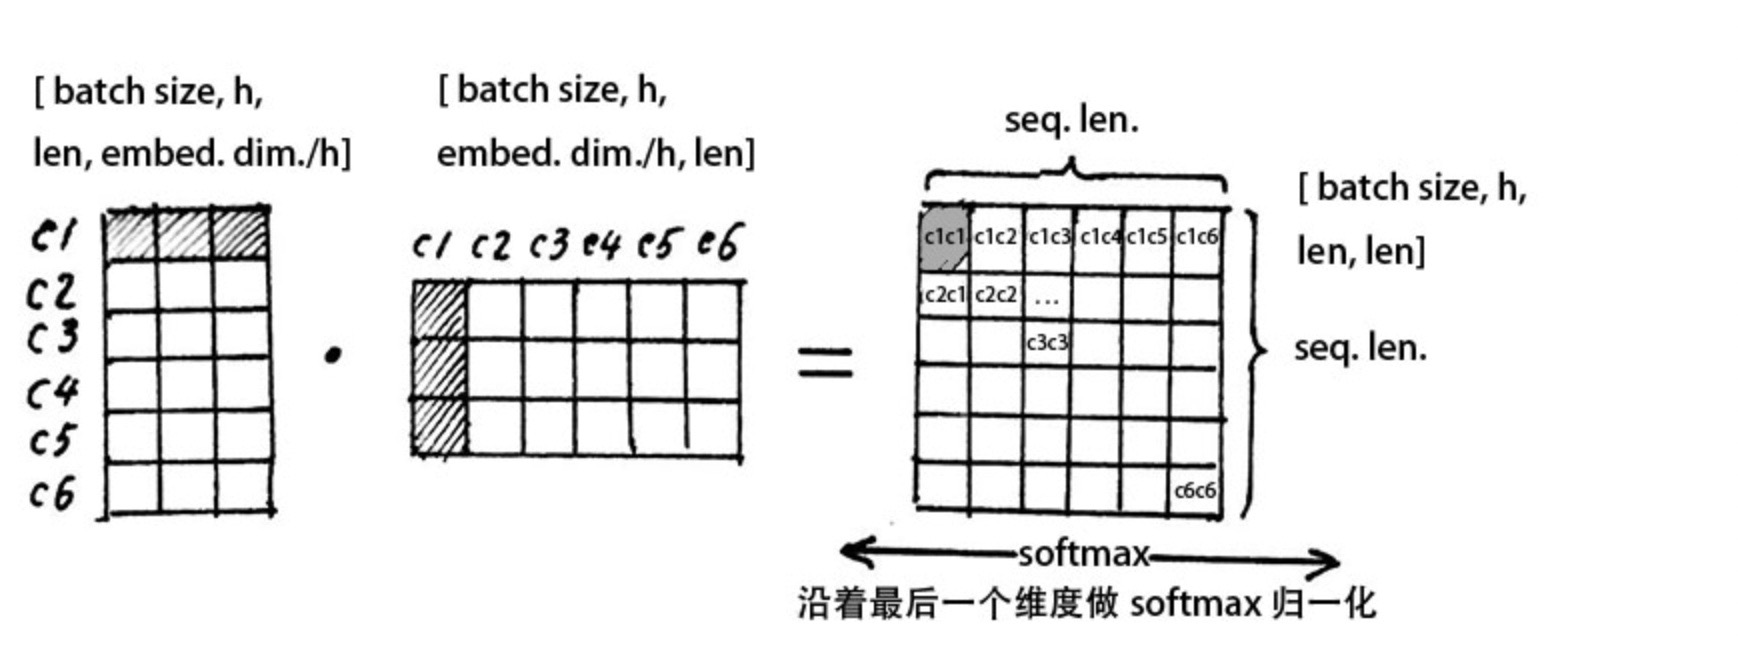 [ batch size, h,
len, embed. dim./h]
c1
c2
c3
c4
c5
c6
[ batch size, h,
embed. dim./h, len]
c1 c2 c3 c4 c5 c6
=
seq. len.
c1c1 c1c2 c1c3 c1c4 c1c5 c1c6
c2c1 c2c2 ...
c3c3
c6c6
[ batch size, h,
len, len]
seq. len.
softmax
沿着最后一个维度做 softmax 归一化